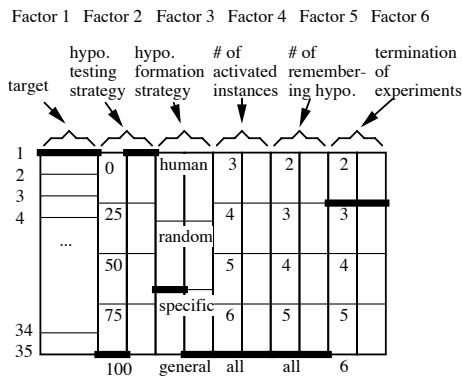 Factor 1 Factor 2 Factor 3 Factor 4 Factor 5 Factor 6
hypo. hypo. # of # of termination
testing formation activated remember- of
target strategy strategy instances ing hypo. experiments
1 0 human 3 2 2
2
3
4 25 random 4 3 3
... 50 5 4 4
specific
75 6 5 5
34
35
100 general all all 6